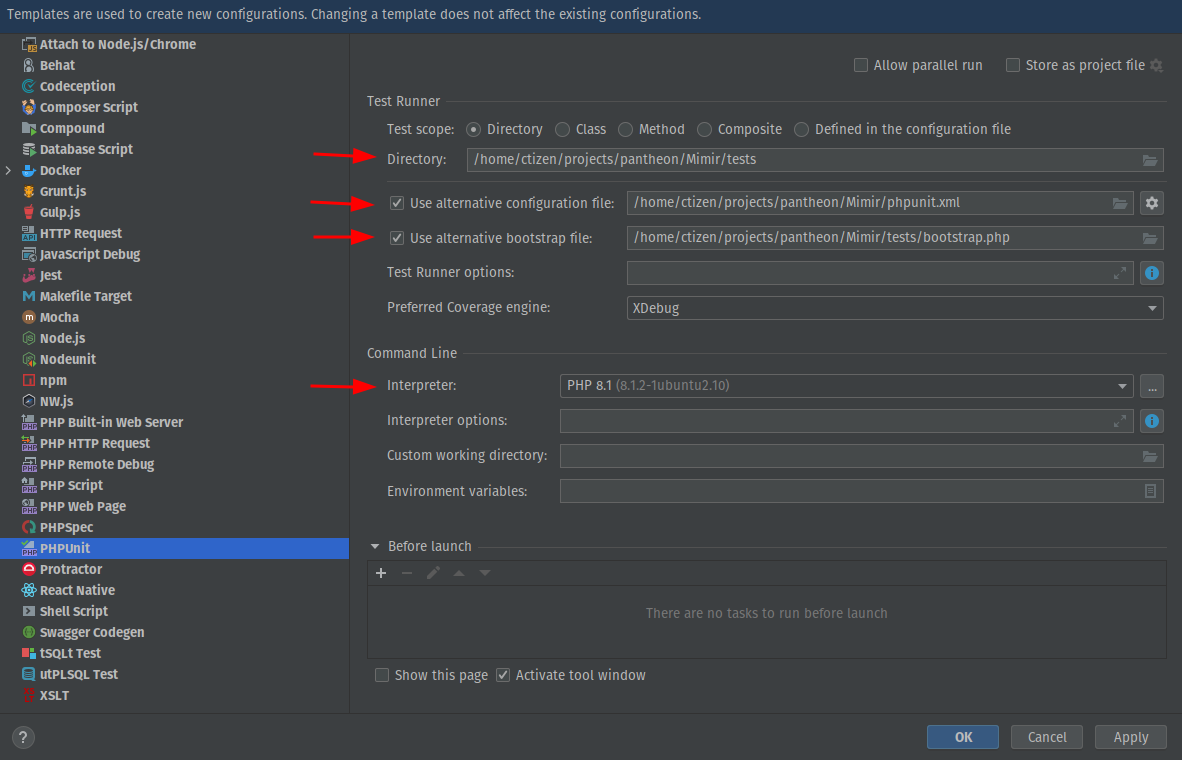 Templates are used to create new configurations. Changing a template does not affect the existing configurations.
Attach to Node.js/Chrome
Behat
Codeception
Composer Script
Compound
Database Script
Docker
Grunt.js
Gulp.js
HTTP Request
JavaScript Debug
Jest
Makefile Target
Mocha
Node.js
Nodeunit
npm
NW.js
PHP Built-in Web Server
PHP HTTP Request
PHP Remote Debug
PHP Script
PHP Web Page
PHPSpec
PHPUnit
Protractor
React Native
Shell Script
Swagger Codegen
tSQLt Test
utPLSQL Test
XSLT
Allow parallel run Store as project file
Test Runner
Test scope: Directory Class Method Composite Defined in the configuration file
Directory: /home/ctizen/projects/pantheon/Mimir/tests
Use alternative configuration file: /home/ctizen/projects/pantheon/Mimir/phpunit.xml
Use alternative bootstrap file: /home/ctizen/projects/pantheon/Mimir/tests/bootstrap.php
Test Runner options:
Preferred Coverage engine: XDebug
Command Line
Interpreter: PHP 8.1 (8.1.2-1ubuntu2.10) ...
Interpreter options:
Custom working directory:
Environment variables:
Before launch
There are no tasks to run before launch
Show this page Activate tool window
? OK Cancel Apply